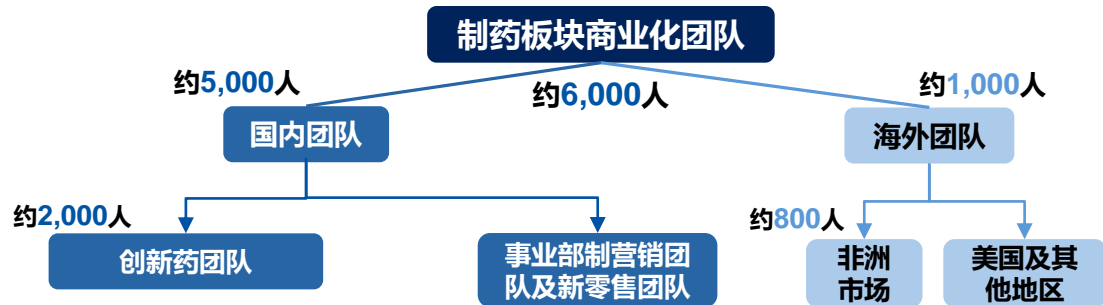 制药板块商业化团队
约5,000人
约6,000人
约1,000人
国内团队
海外团队
约2,000人
约800人
创新药团队
事业部制营销团
队及新零售团队
非洲
市场
美国及其
他地区